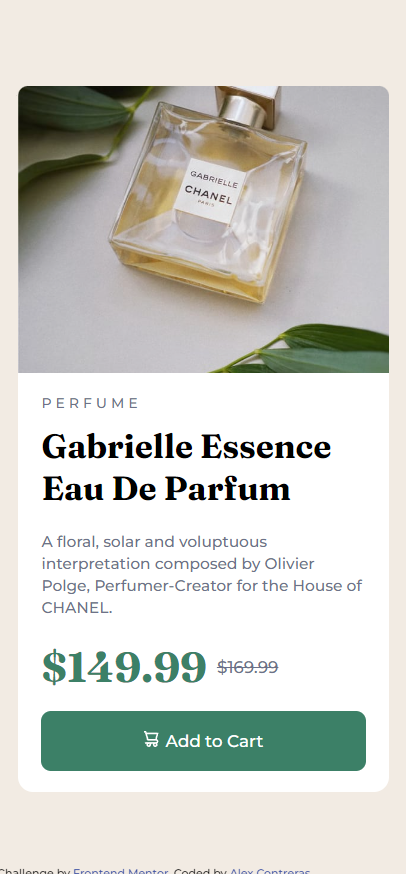 GABRIELLE
CHANEL
PARIS
PERFUME
Gabrielle Essence
Eau De Parfum
A floral, solar and voluptuous
interpretation composed by Olivier
Polge, Perfumer-Creator for the House of
CHANEL.
$149.99 $169.99
Add to Cart
Challenge by Frontend Mentor. Coded by Alex Contreras.